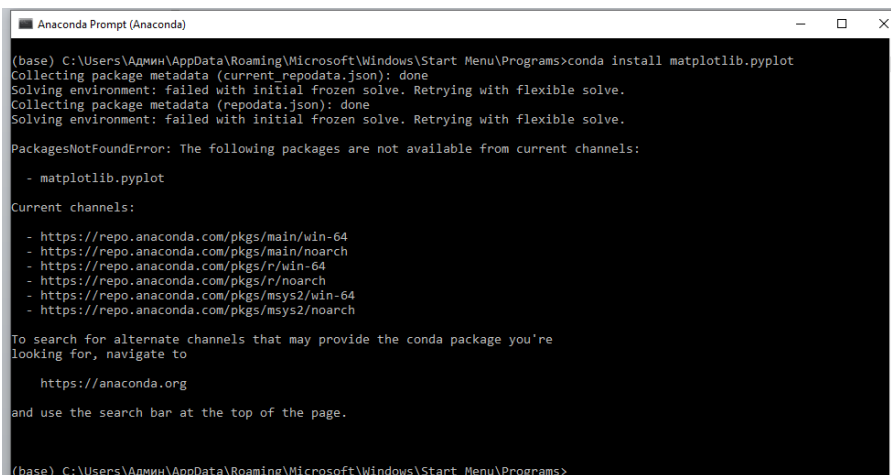 Anaconda Prompt (Anaconda)
(base) C:\Users\Админ\AppData\Roaming\Microsoft\Windows\Start Menu\Programs>conda install matplotlib.pyplot
Collecting package metadata (current_repodata.json): done
Solving environment: failed with initial frozen solve. Retrying with flexible solve.
Collecting package metadata (repodata.json): done
Solving environment: failed with initial frozen solve. Retrying with flexible solve.
PackagesNotFoundError: The following packages are not available from current channels:
- matplotlib.pyplot
Current channels:
- https://repo.anaconda.com/pkgs/main/win-64
- https://repo.anaconda.com/pkgs/main/noarch
- https://repo.anaconda.com/pkgs/r/win-64
- https://repo.anaconda.com/pkgs/r/noarch
- https://repo.anaconda.com/pkgs/msys2/win-64
- https://repo.anaconda.com/pkgs/msys2/noarch
To search for alternate channels that may provide the conda package you're
looking for, navigate to
https://anaconda.org
and use the search bar at the top of the page.
(base) C:\Users\Админ\AppData\Roaming\Microsoft\Windows\Start Menu\Programs>